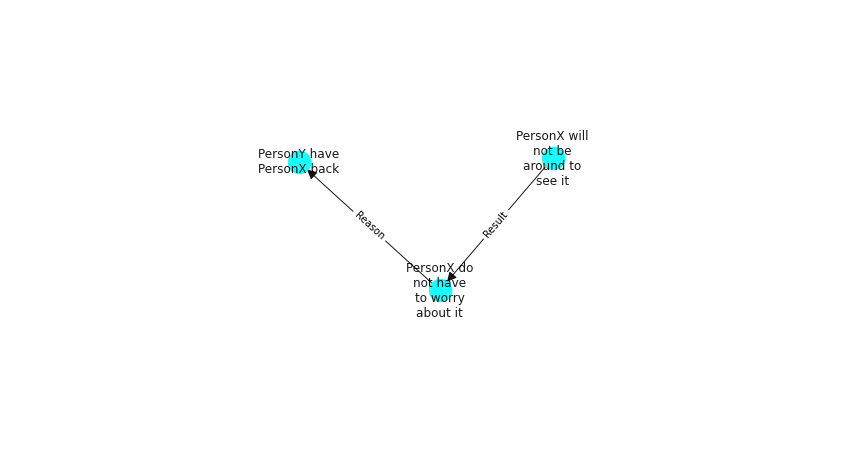 PersonX will
not be
around to
see it
PersonY have
PersonX back
Reason
Result
PersonX do
not have
to worry
about it